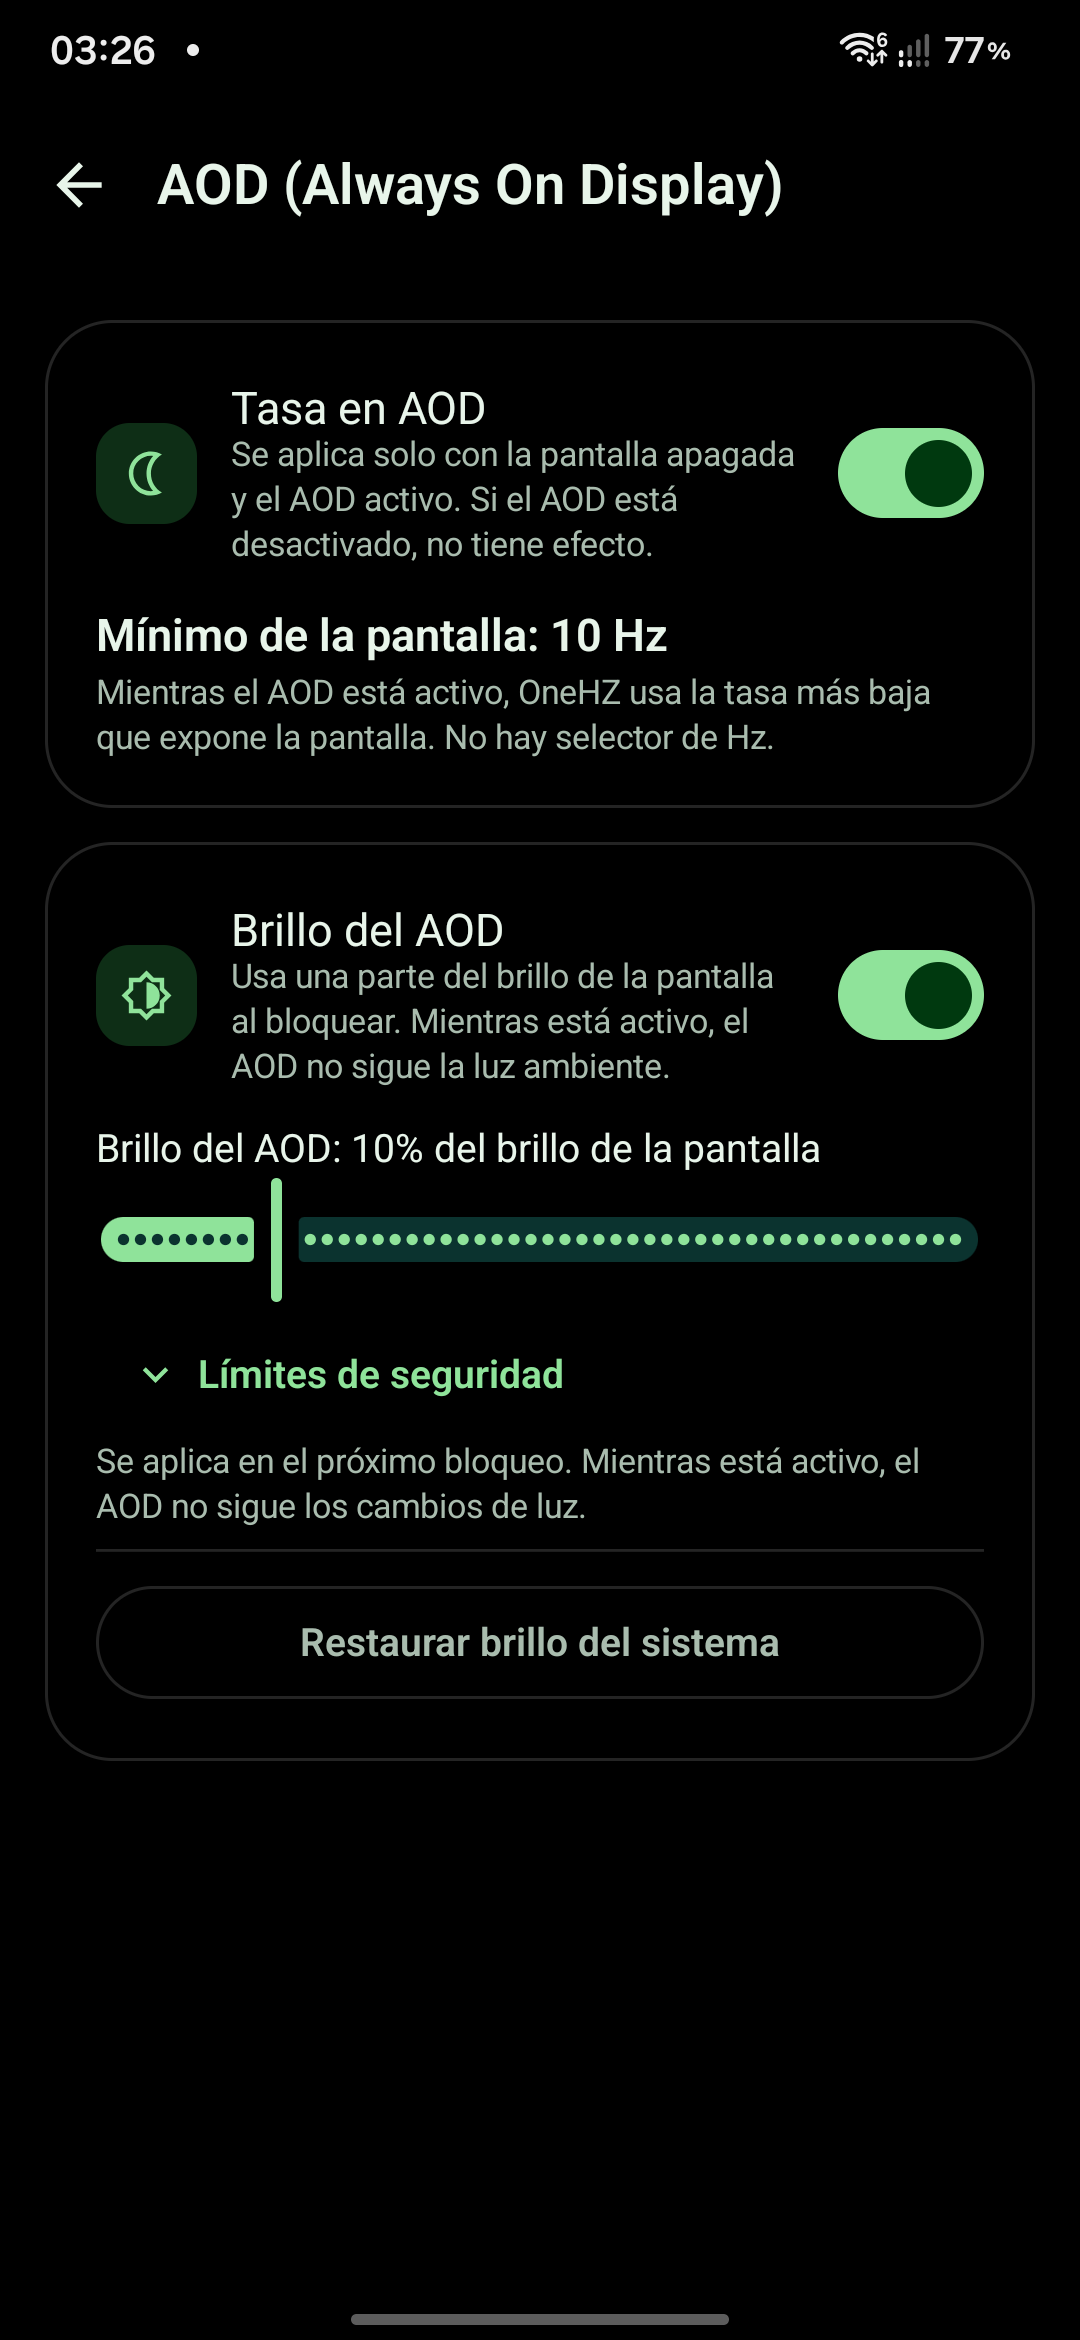 03:26
6
77%
AOD (Always On Display)
Tasa en AOD
Se aplica solo con la pantalla apagada
y el AOD activo. Si el AOD está
desactivado, no tiene efecto.
Mínimo de la pantalla: 10 Hz
Mientras el AOD está activo, OneHZ usa la tasa más baja
que expone la pantalla. No hay selector de Hz.
Brillo del AOD
Usa una parte del brillo de la pantalla
al bloquear. Mientras está activo, el
AOD no sigue la luz ambiente.
Brillo del AOD: 10% del brillo de la pantalla
Límites de seguridad
Se aplica en el próximo bloqueo. Mientras está activo, el
AOD no sigue los cambios de luz.
Restaurar brillo del sistema